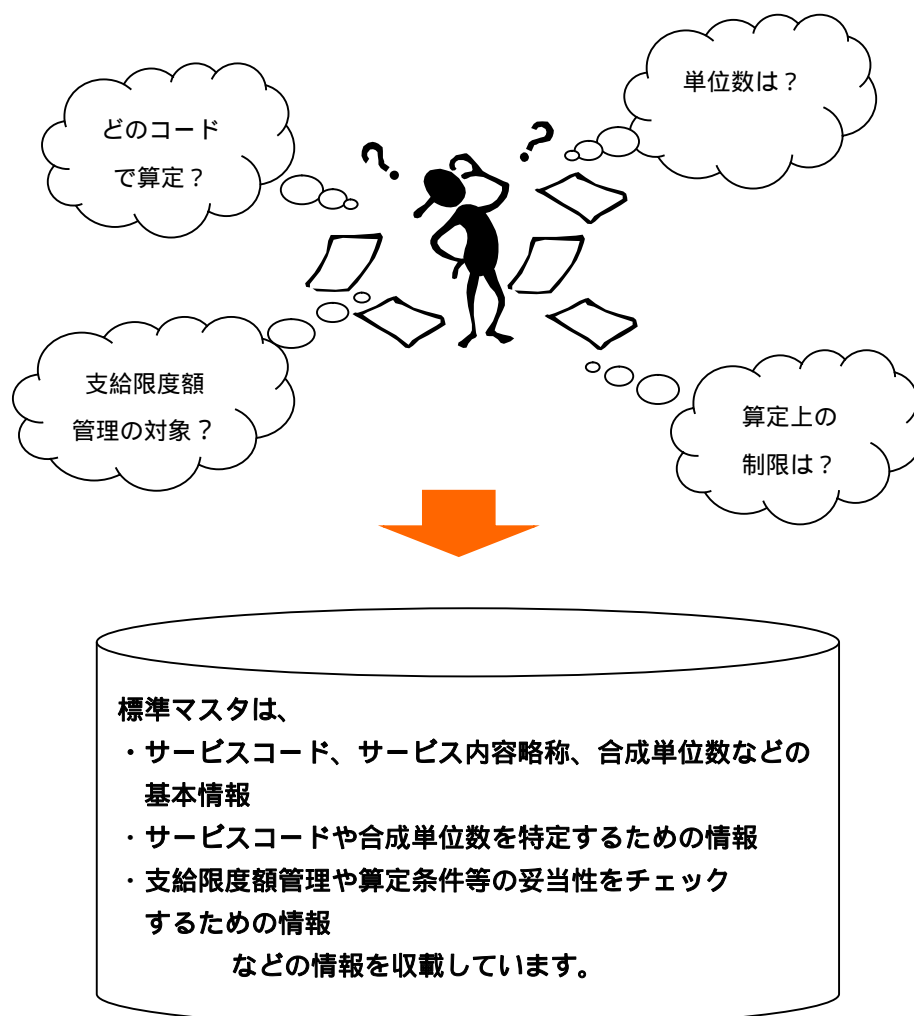 どのコード
で算定？
単位数は？
支給限度額
管理の対象？
算定上の
制限は？
標準マスタは、
・サービスコード、サービス内容略称、合成単位数などの
基本情報
・サービスコードや合成単位数を特定するための情報
・支給限度額管理や算定条件等の妥当性をチェック
するための情報
などの情報を収載しています。